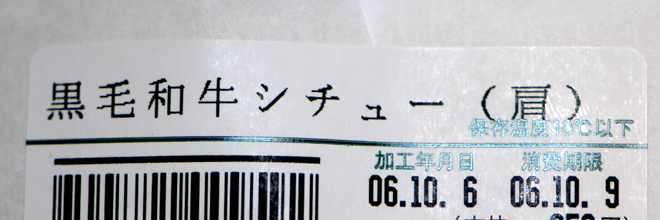 黒毛和牛シチュー（肩）
保存温度10℃以下
加工年月日 消費期限
06.10. 6 06.10. 9